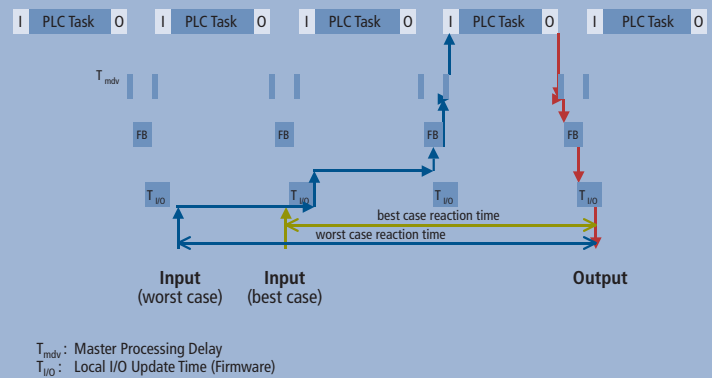 I PLC Task O I PLC Task O I PLC Task O I PLC Task O I PLC Task O
Tmdv
FB FB FB FB
TI/O TI/O TI/O TI/O
best case reaction time
worst case reaction time
Input Input Output
(worst case) (best case)
Tmdv : Master Processing Delay
TI/O : Local I/O Update Time (Firmware)